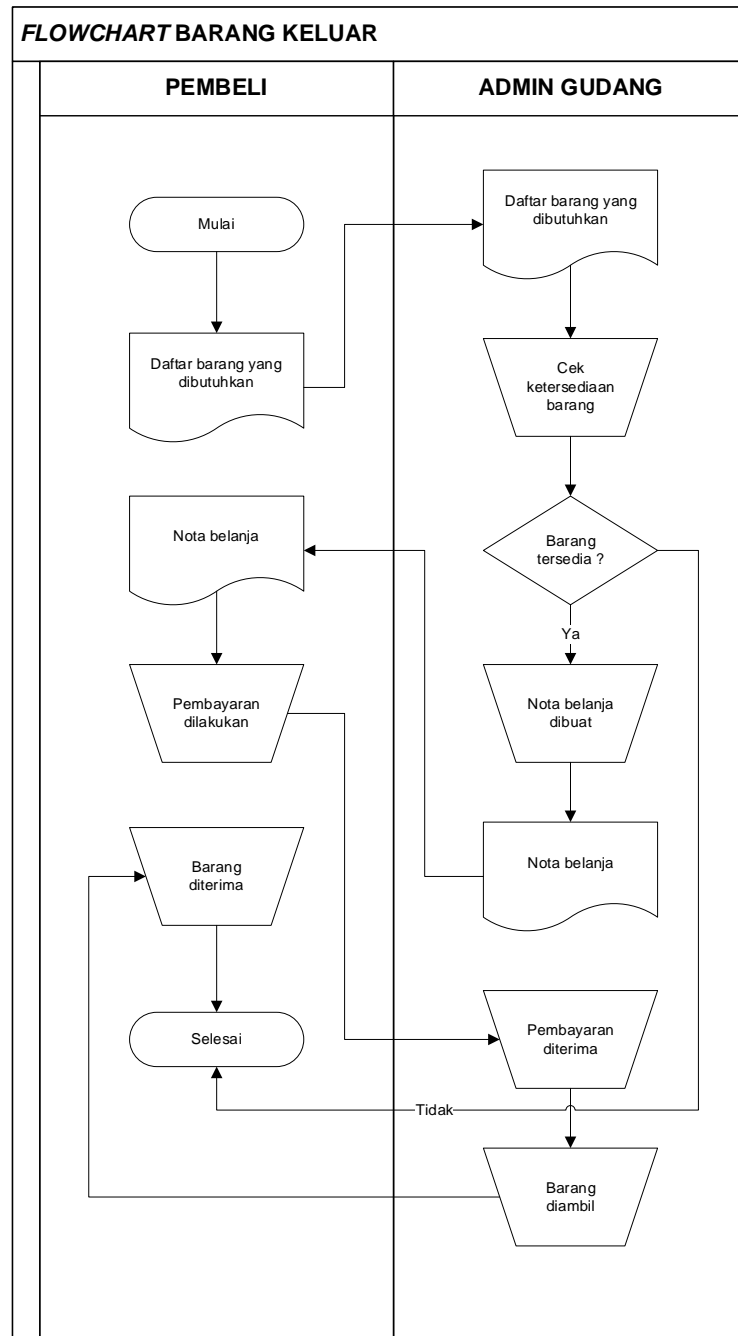 FLOWCHART BARANG KELUAR
PEMBELI
ADMIN GUDANG
Mulai
Daftar barang yang
dibutuhkan
Daftar barang yang
dibutuhkan
Cek
ketersediaan
barang
Barang
tersedia ?
Ya
Nota belanja
dibuat
Nota belanja
Nota belanja
Pembayaran
dilakukan
Pembayaran
diterima
Barang
diambil
Barang
diterima
Selesai
Tidak